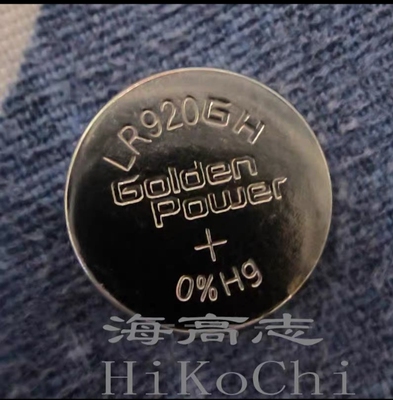 LR920GH
Golden
Power
+
0%Hg
海高志
HiKoChi